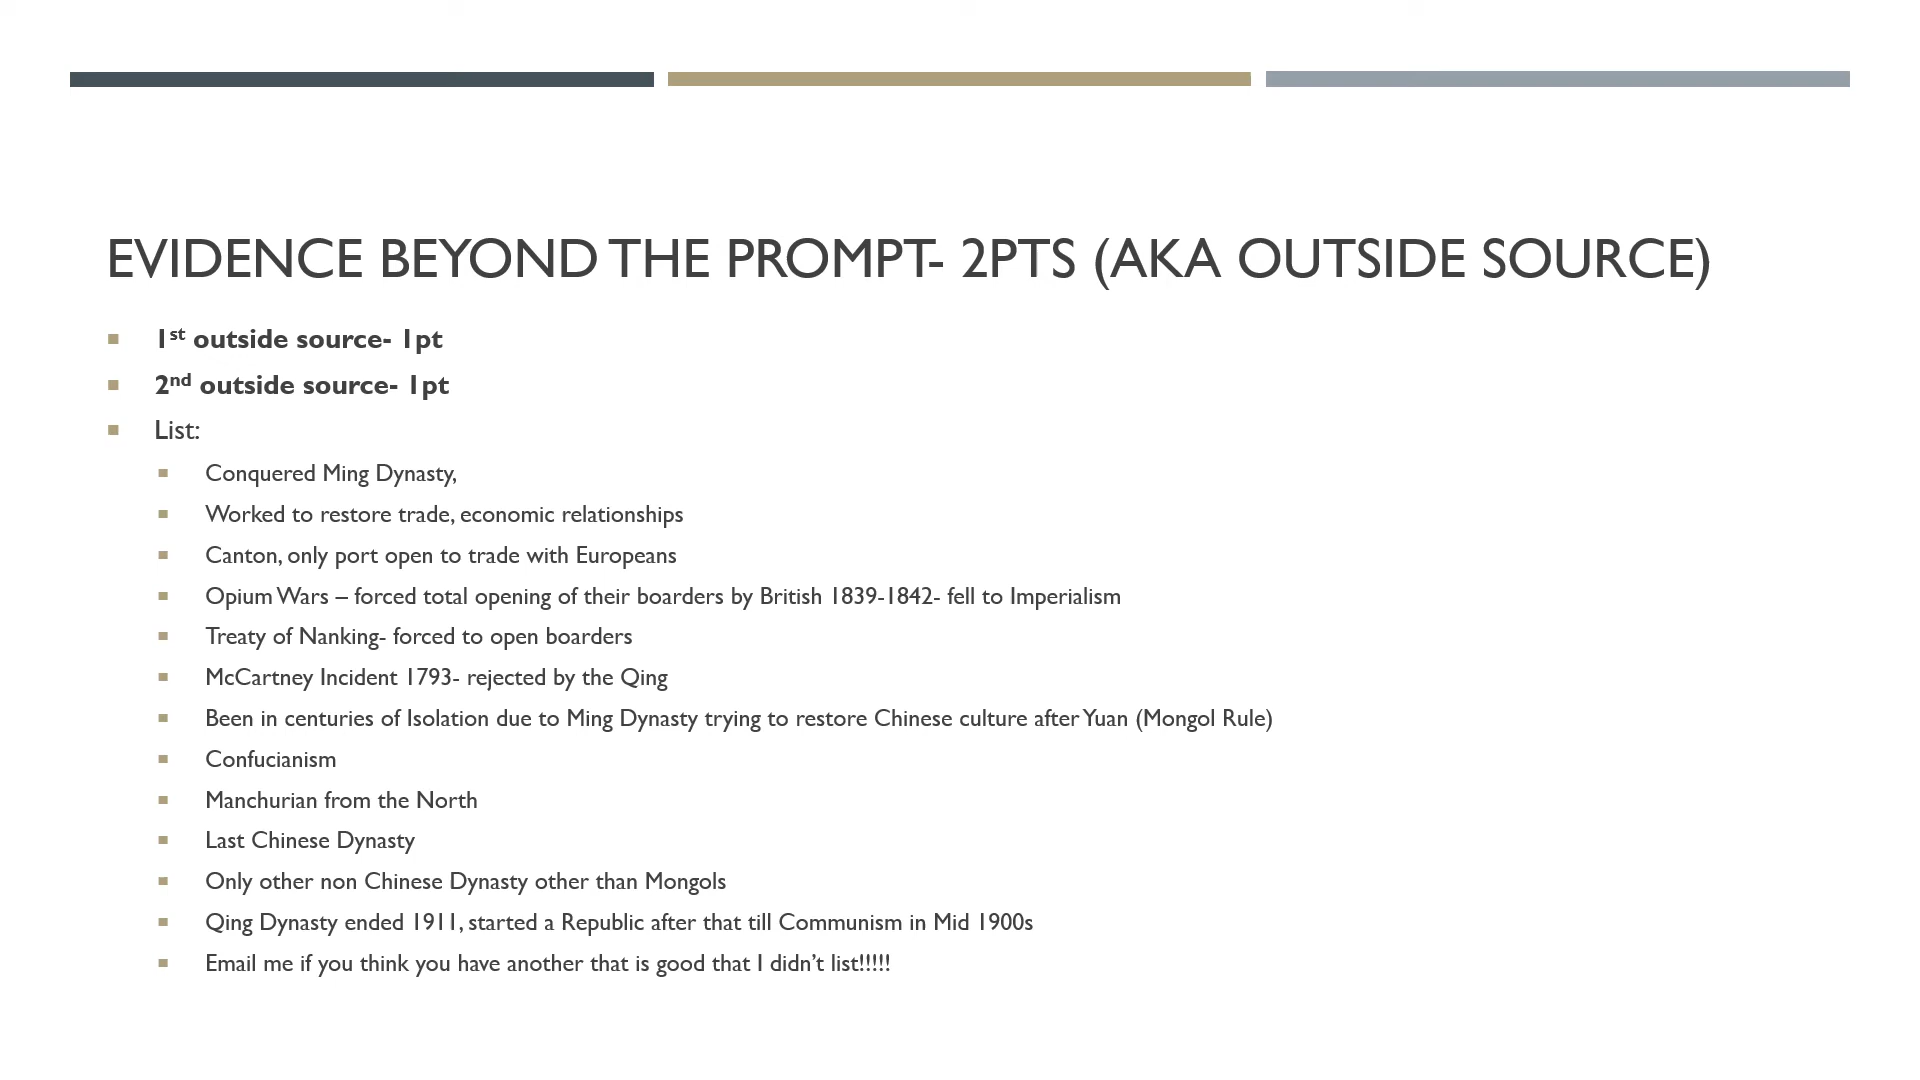 EVIDENCE BEYOND THE PROMPT- 2PTS (AKA OUTSIDE SOURCE)
1st outside source- 1pt
2nd outside source- 1pt
List:
Conquered Ming Dynasty,
Worked to restore trade, economic relationships
Canton, only port open to trade with Europeans
Opium Wars – forced total opening of their boarders by British 1839-1842- fell to Imperialism
Treaty of Nanking- forced to open boarders
McCartney Incident 1793- rejected by the Qing
Been in centuries of Isolation due to Ming Dynasty trying to restore Chinese culture after Yuan (Mongol Rule)
Confucianism
Manchurian from the North
Last Chinese Dynasty
Only other non Chinese Dynasty other than Mongols
Qing Dynasty ended 1911, started a Republic after that till Communism in Mid 1900s
Email me if you think you have another that is good that I didn’t list!!!!!